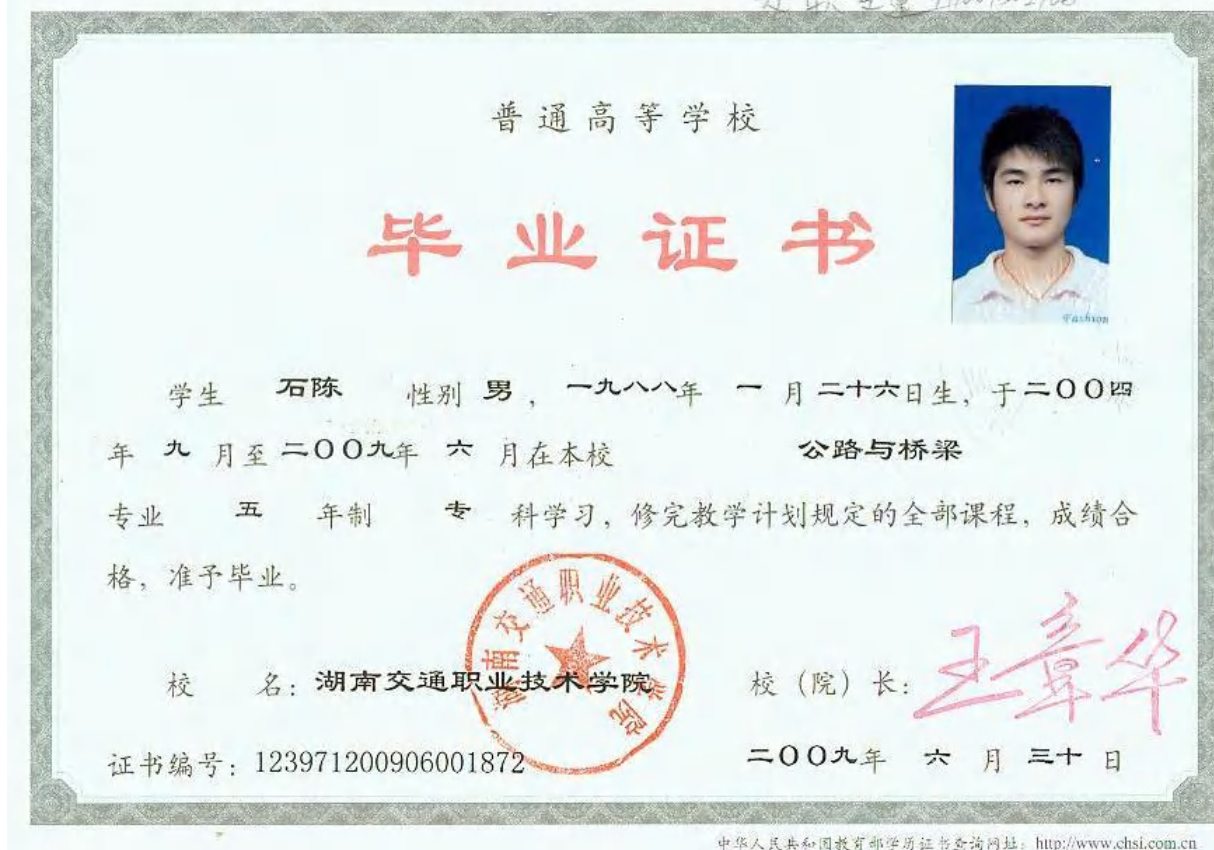 普通高等学校
毕业证书
Fashion
学生 石陈 性别 男, 一九八八年 一 月 二十六日生, 于 二〇〇四
年 九 月至 二〇〇九年 六 月在本校 公路与桥梁
专业 五 年制 专 科学习, 修完教学计划规定的全部课程, 成绩合
格, 准予毕业。
湖南交通职业技术学院
校 名: 湖南交通职业技术学院 校 (院) 长: 王章华
证书编号: 123971200906001872 二〇〇九年 六 月 三十 日
中华人民共和国教育部学历证书查询网址: http://www.chsi.com.cn